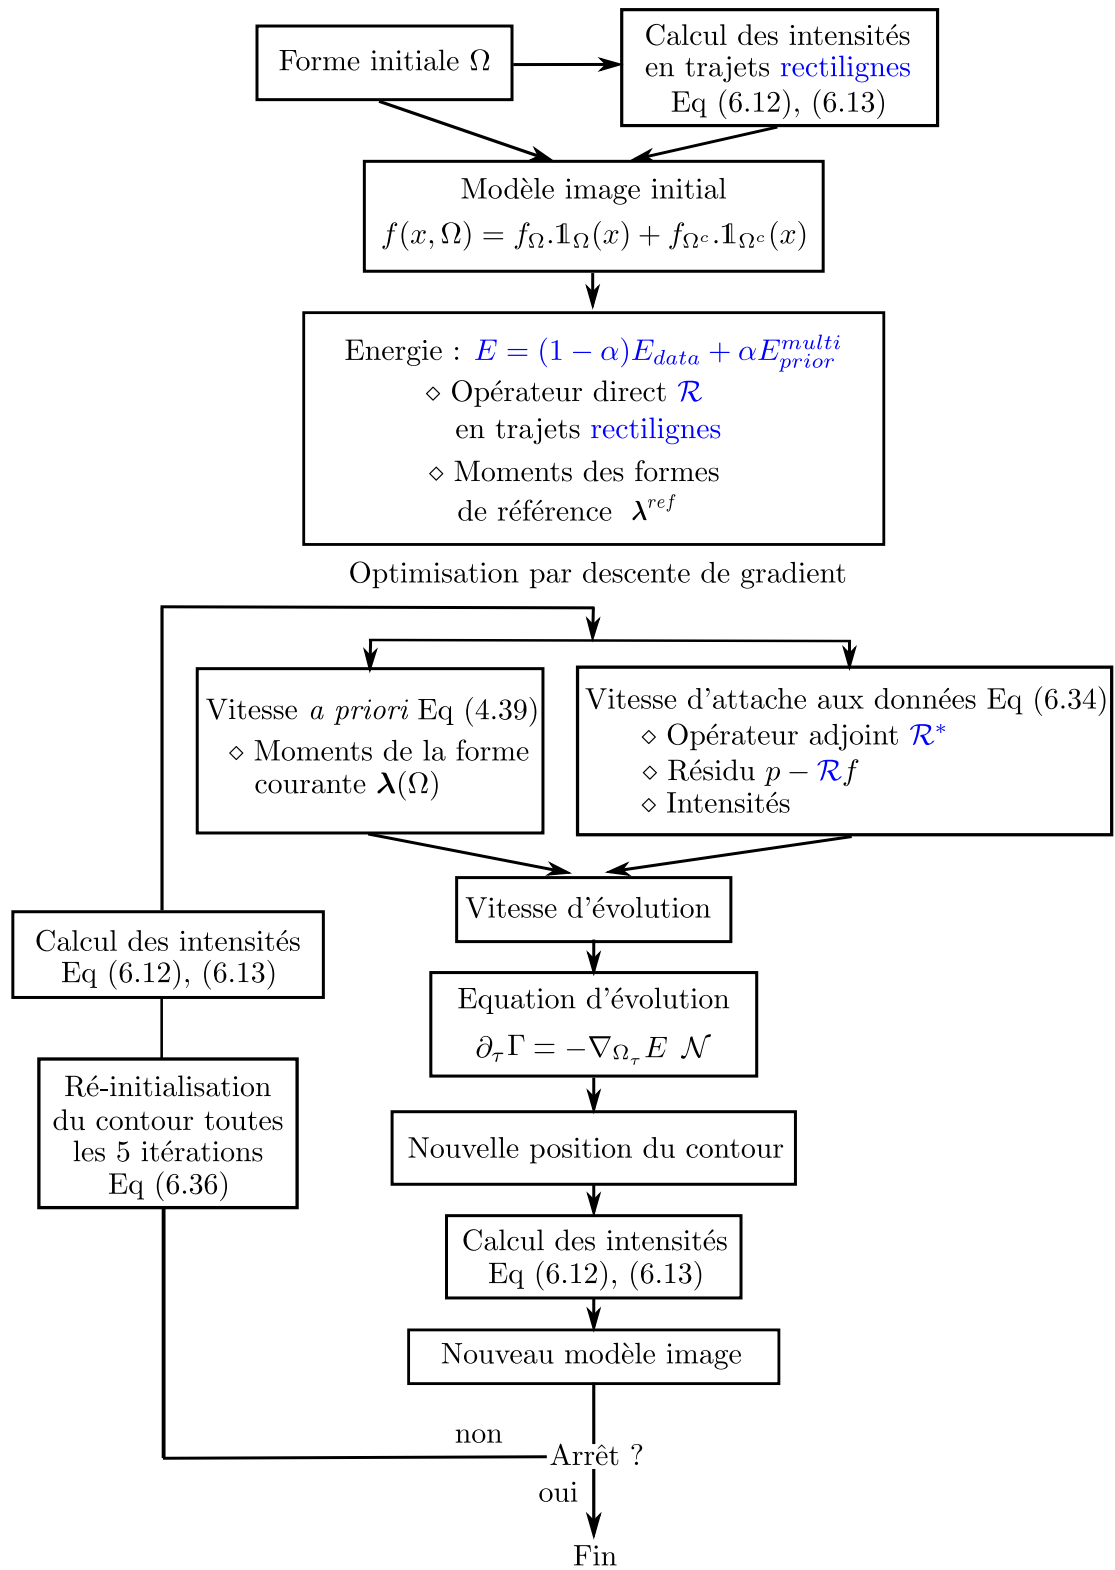 Forme initiale Ω
Calcul des intensités
en trajets rectilignes
Eq (6.12), (6.13)
Modèle image initial
f(x, Ω) = f_Ω.𝟙_Ω(x) + f_{Ω^c}.𝟙_{Ω^c}(x)
Energie : E = (1 − α)E_{data} + αE_{prior}^{multi}
⋄ Opérateur direct ℛ
en trajets rectilignes
⋄ Moments des formes
de référence λ^{ref}
Optimisation par descente de gradient
Vitesse a priori Eq (4.39)
⋄ Moments de la forme
courante λ(Ω)
Vitesse d'attache aux données Eq (6.34)
⋄ Opérateur adjoint ℛ*
⋄ Résidu p − ℛf
⋄ Intensités
Vitesse d'évolution
Equation d'évolution
∂_τΓ = −∇_{Ω_τ}E 𝒩
Nouvelle position du contour
Calcul des intensités
Eq (6.12), (6.13)
Nouveau modèle image
Arrêt ?
non
Ré-initialisation
du contour toutes
les 5 itérations
Eq (6.36)
Calcul des intensités
Eq (6.12), (6.13)
oui
Fin